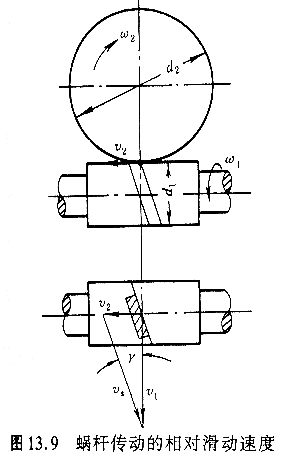 ω₂
d₂
v₂
ω₁
d₁
v₂
γ
vₛ
v₁
图13.9 蜗杆传动的相对滑动速度